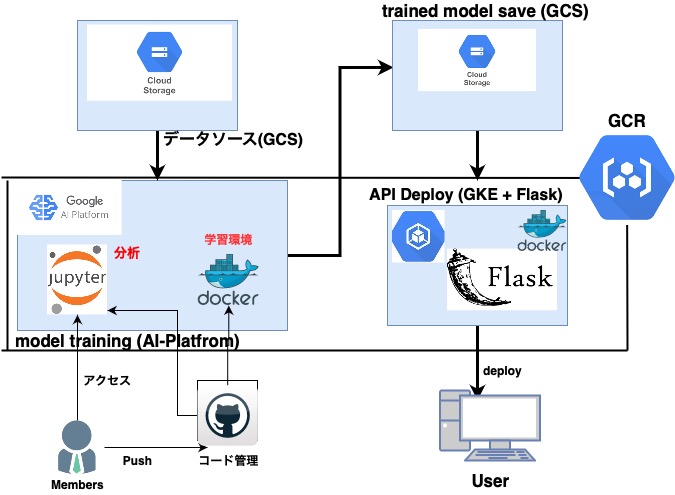 trained model save (GCS)
Cloud
Storage
Cloud
Storage
データソース(GCS)
GCR
Google
AI Platform
API Deploy (GKE + Flask)
学習環境
分析
docker
jupyter
docker
Flask
model training (AI-Platfrom)
アクセス
deploy
Push
コード管理
Members
User